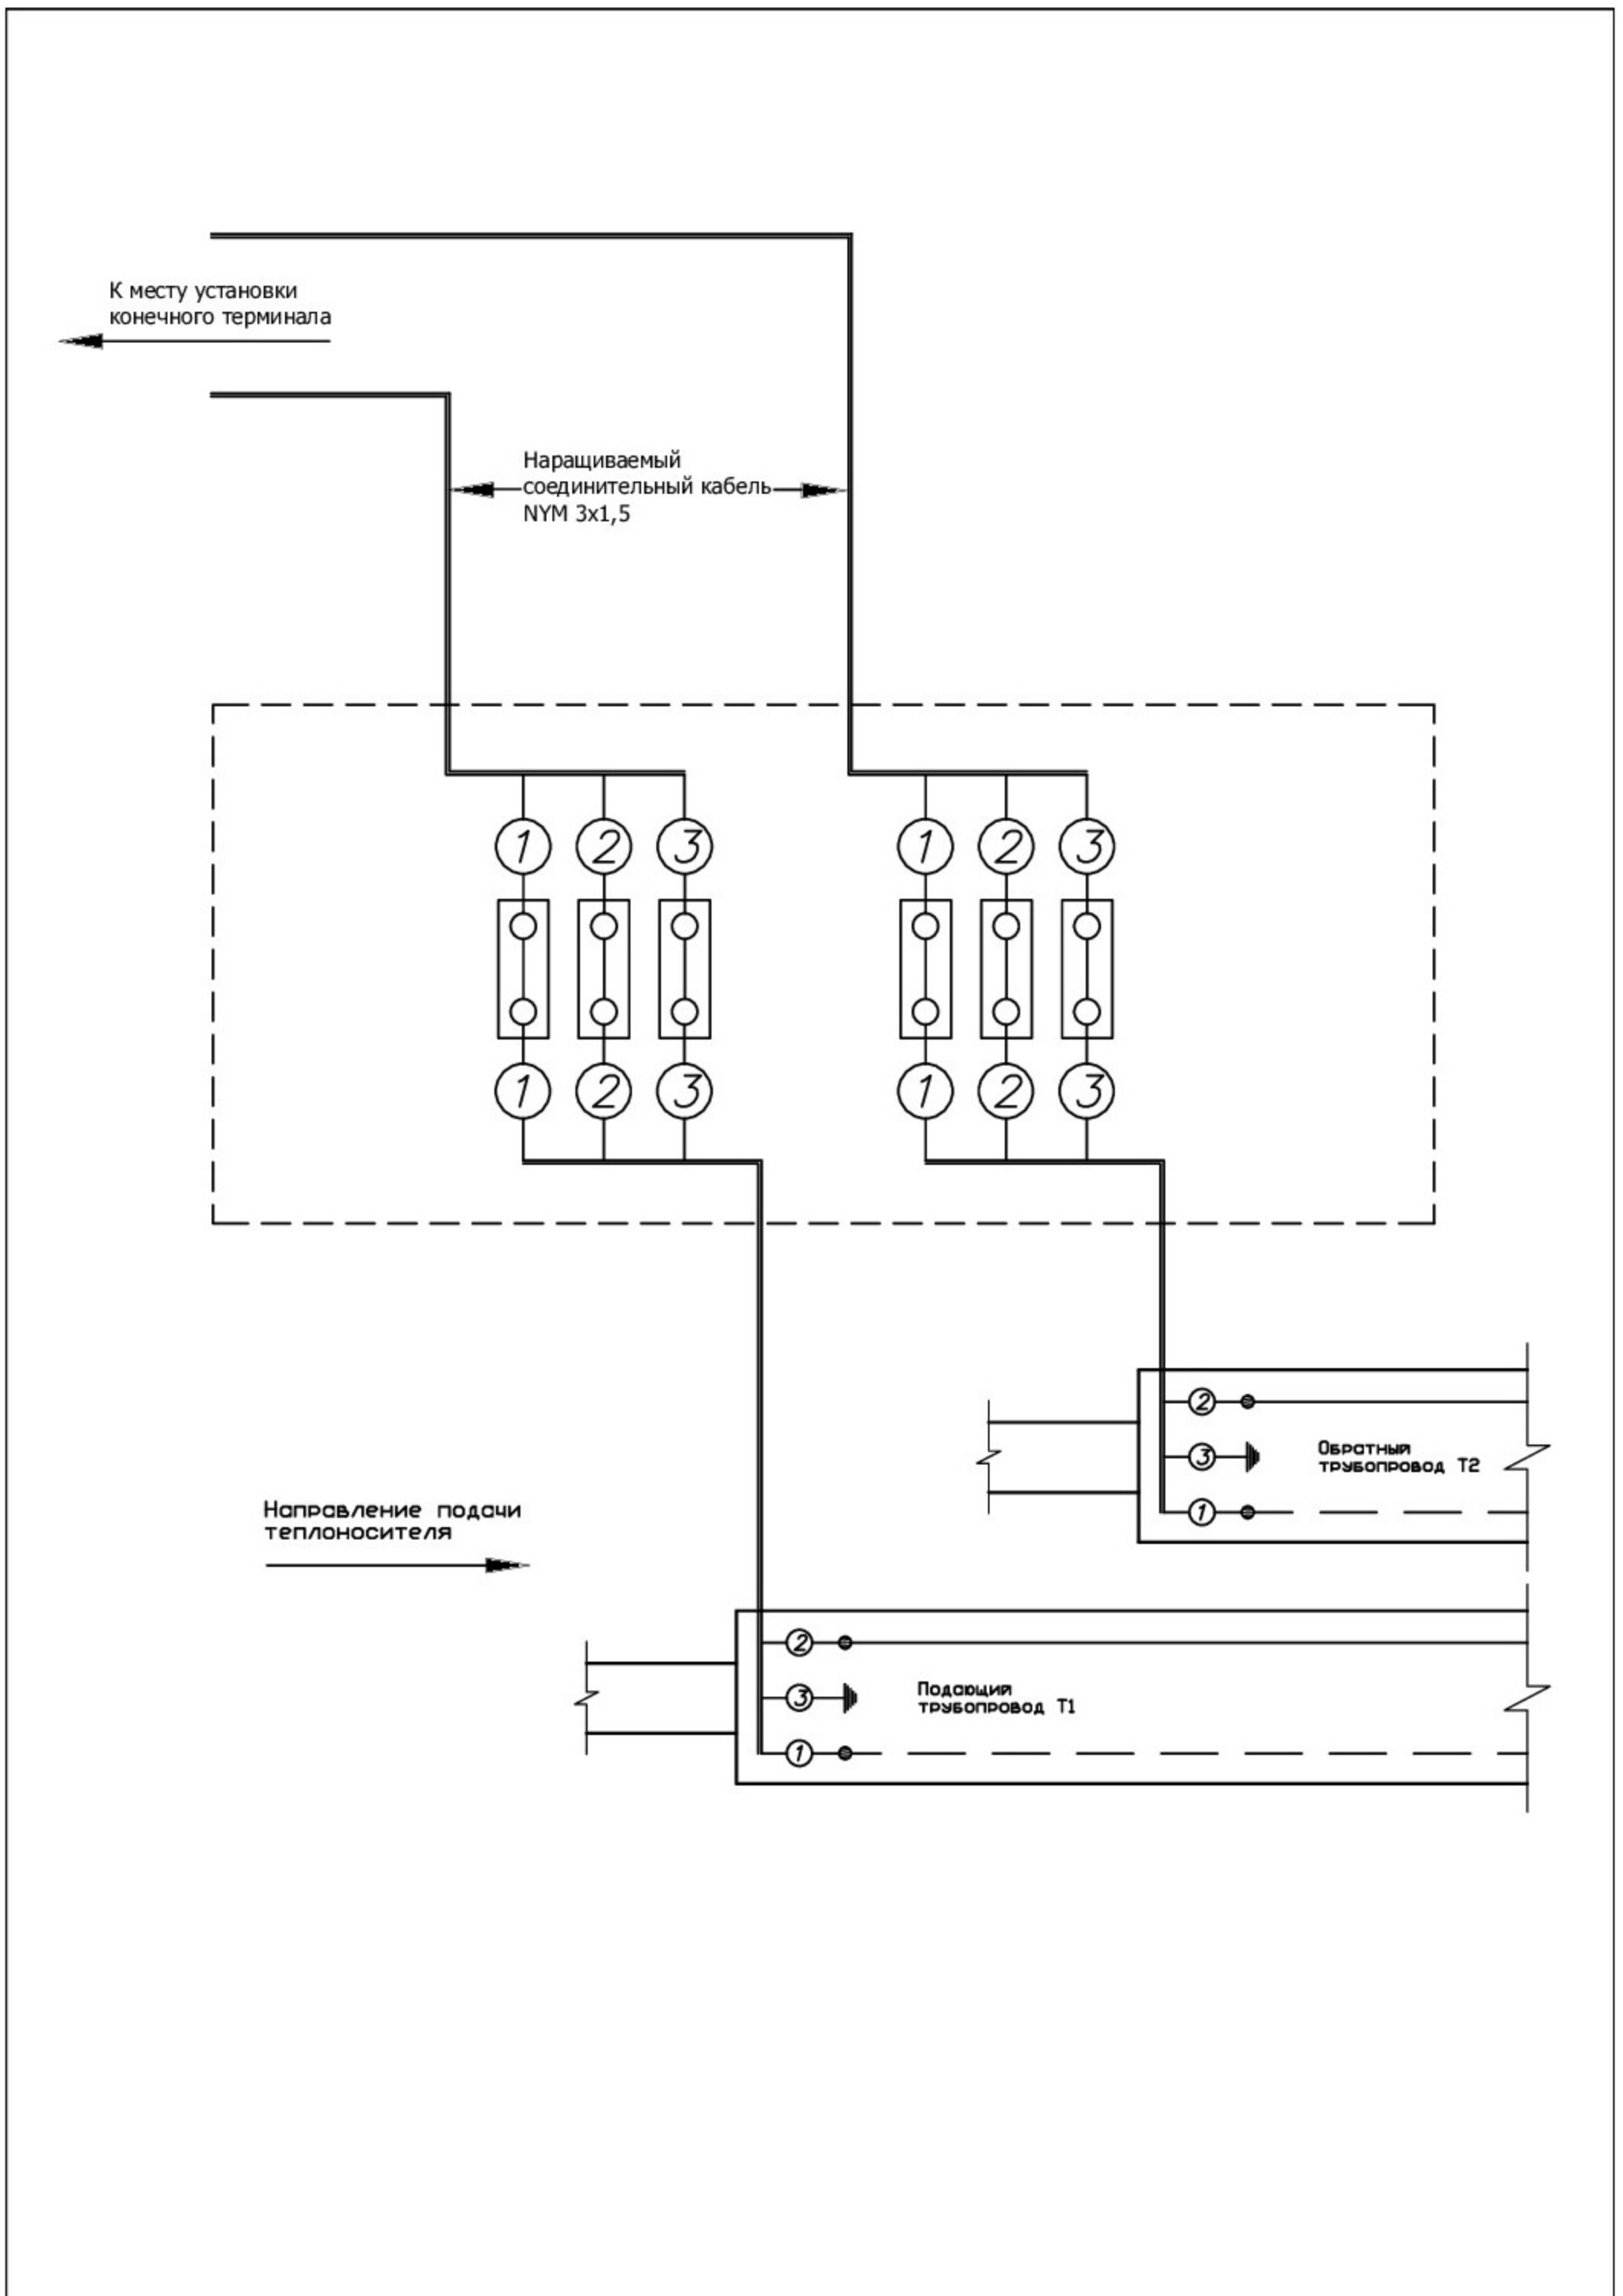 К месту установки
конечного терминала
Наращиваемый
соединительный кабель
NYM 3x1,5
1 2 3 1 2 3
1 2 3 1 2 3
2
3
1
Обратный
трубопровод Т2
Направление подачи
теплоносителя
2
3
1
Подающий
трубопровод Т1